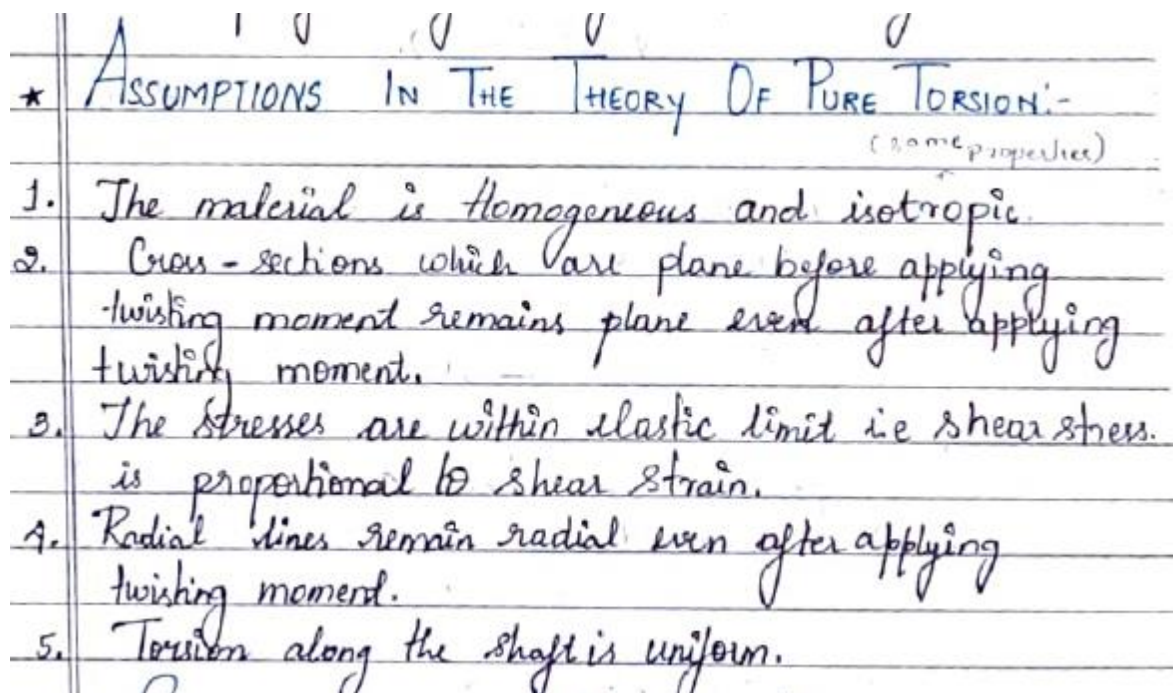 * ASSUMPTIONS IN THE THEORY OF PURE TORSION:-
(same properties)
1. The material is Homogeneous and isotropic.
2. Cross-sections which are plane before applying
twisting moment remains plane even after applying
twisting moment.
3. The stresses are within elastic limit i.e shear stress.
is proportional to shear strain.
4. Radial lines remain radial even after applying
twisting moment.
5. Torsion along the shaft is uniform.